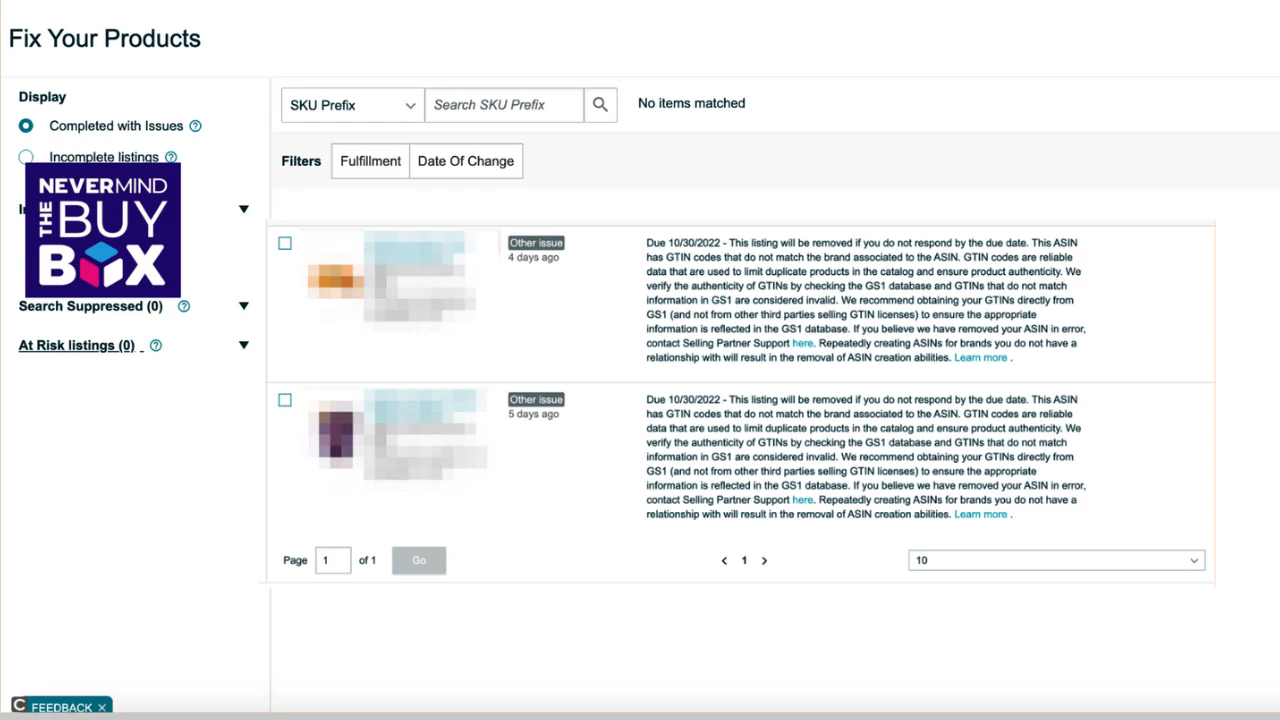 Fix Your Products
Display
Completed with Issues
Incomplete listings
NEVERMIND
THE BUY
BOX
Search Suppressed (0)
At Risk listings (0)
SKU Prefix
Search SKU Prefix
No items matched
Filters
Fulfillment
Date Of Change
Other issue
4 days ago
Due 10/30/2022 - This listing will be removed if you do not respond by the due date. This ASIN
has GTIN codes that do not match the brand associated to the ASIN. GTIN codes are reliable
data that are used to limit duplicate products in the catalog and ensure product authenticity. We
verify the authenticity of GTINs by checking the GS1 database and GTINs that do not match
information in GS1 are considered invalid. We recommend obtaining your GTINs directly from
GS1 (and not from other third parties selling GTIN licenses) to ensure the appropriate
information is reflected in the GS1 database. If you believe we have removed your ASIN in error,
contact Selling Partner Support here. Repeatedly creating ASINs for brands you do not have a
relationship with will result in the removal of ASIN creation abilities. Learn more .
Other issue
5 days ago
Due 10/30/2022 - This listing will be removed if you do not respond by the due date. This ASIN
has GTIN codes that do not match the brand associated to the ASIN. GTIN codes are reliable
data that are used to limit duplicate products in the catalog and ensure product authenticity. We
verify the authenticity of GTINs by checking the GS1 database and GTINs that do not match
information in GS1 are considered invalid. We recommend obtaining your GTINs directly from
GS1 (and not from other third parties selling GTIN licenses) to ensure the appropriate
information is reflected in the GS1 database. If you believe we have removed your ASIN in error,
contact Selling Partner Support here. Repeatedly creating ASINs for brands you do not have a
relationship with will result in the removal of ASIN creation abilities. Learn more .
Page 1 of 1 Go
< 1 >
10
C FEEDBACK ×